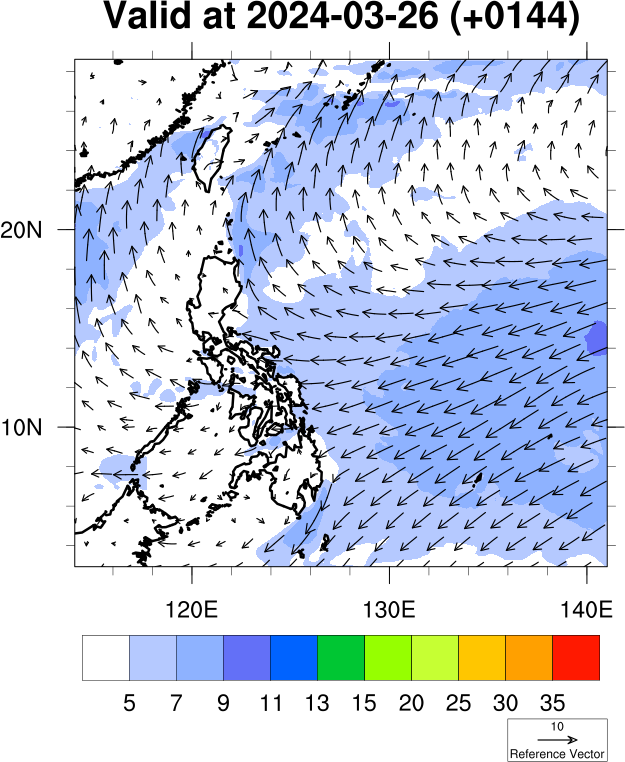 Valid at 2024-03-26 (+0144)
20N
10N
120E 130E 140E
5 7 9 11 13 15 20 25 30 35
10
Reference Vector